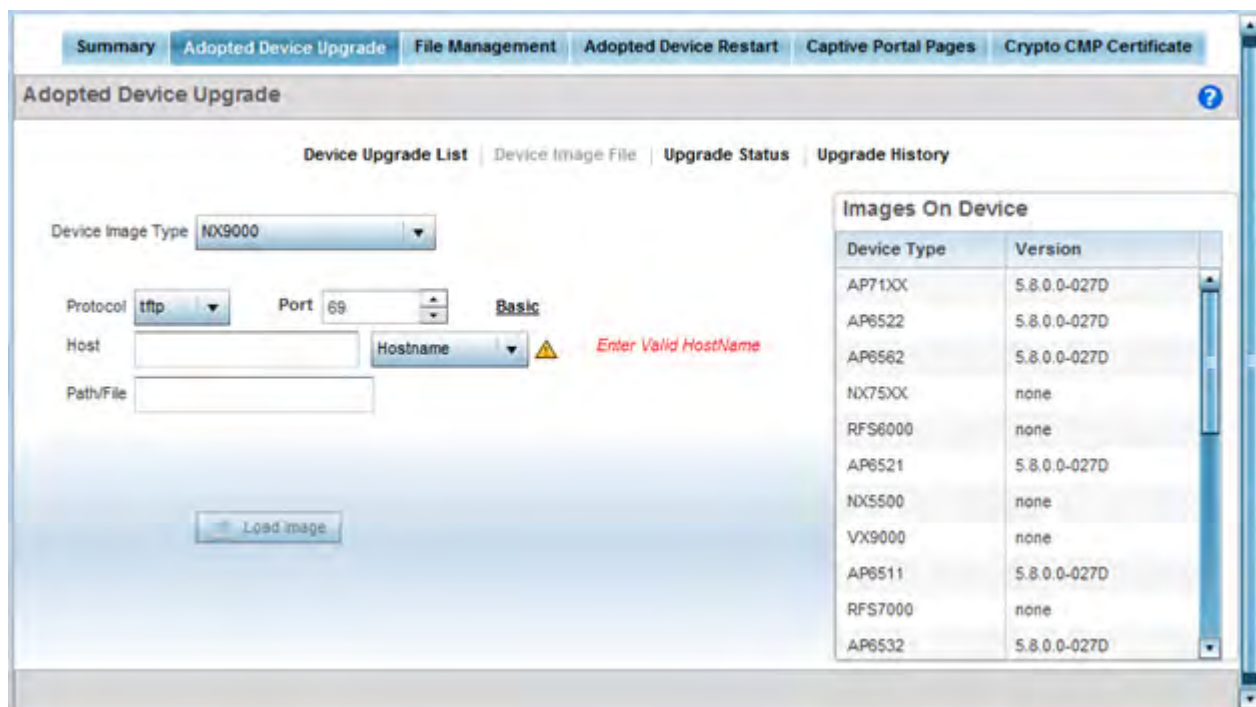 Summary Adopted Device Upgrade File Management Adopted Device Restart Captive Portal Pages Crypto CMP Certificate
Adopted Device Upgrade ?
Device Upgrade List Device Image File Upgrade Status Upgrade History
Device Image Type NX9000
Protocol tftp Port 69 Basic
Host Hostname Enter Valid HostName
Path/File
Load Image
Images On Device
Device Type Version
AP71XX 5.8.0.0-027D
AP6522 5.8.0.0-027D
AP6562 5.8.0.0-027D
NX75XX none
RFS6000 none
AP6521 5.8.0.0-027D
NX5500 none
VX9000 none
AP6511 5.8.0.0-027D
RFS7000 none
AP6532 5.8.0.0-027D